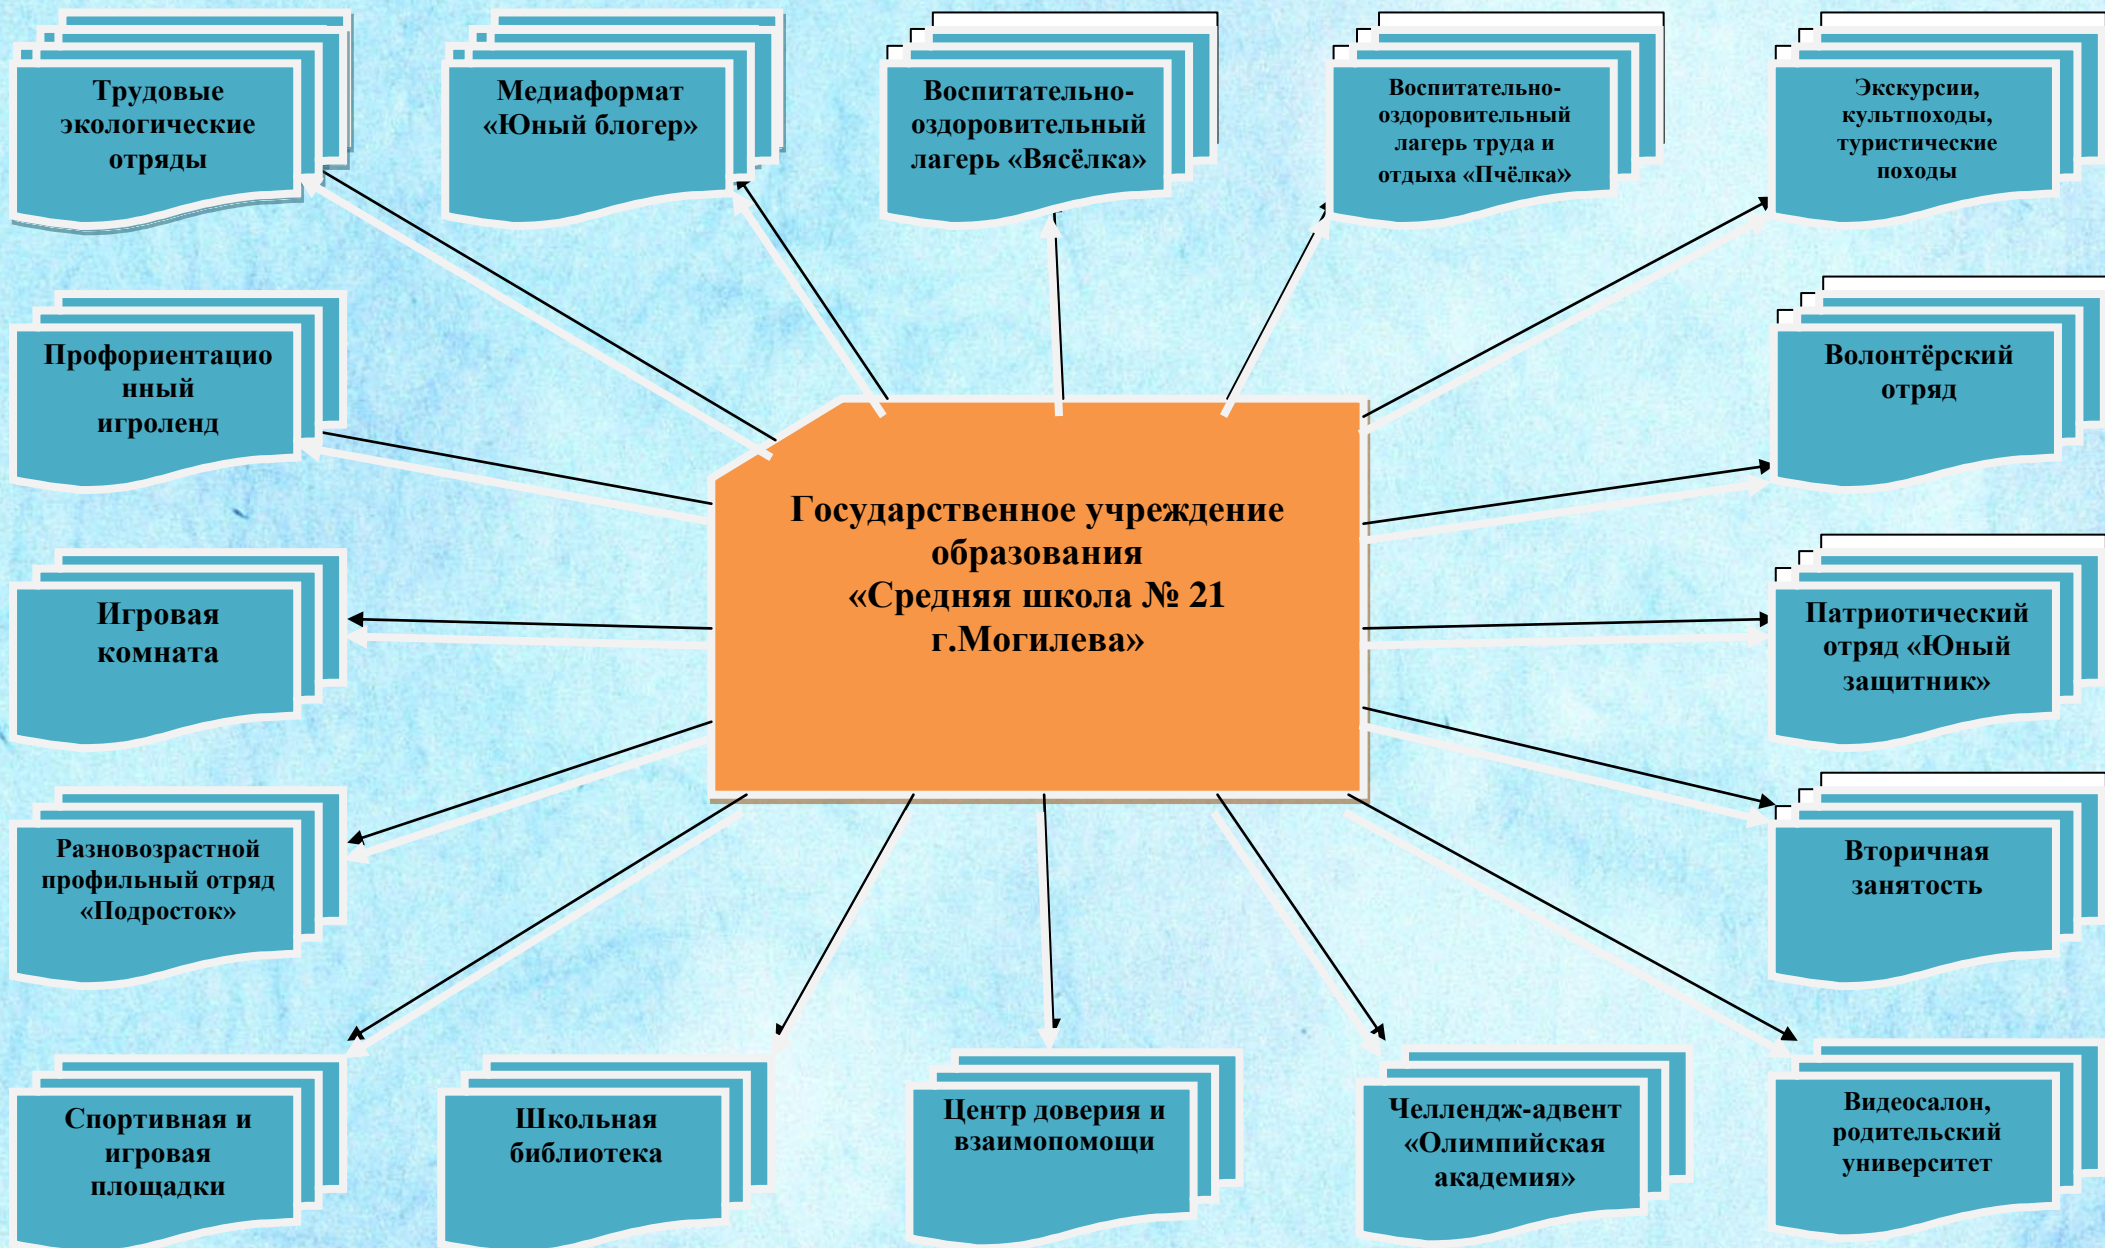 Трудовые
экологические
отряды
Медиаформат
«Юный блогер»
Воспитательно-
оздоровительный
лагерь «Вясёлка»
Воспитательно-
оздоровительный
лагерь труда и
отдыха «Пчёлка»
Экскурсии,
культпоходы,
туристические
походы
Профориентацио
нный
игроленд
Волонтёрский
отряд
Государственное учреждение
образования
«Средняя школа № 21
г.Могилева»
Игровая
комната
Патриотический
отряд «Юный
защитник»
Разновозрастной
профильный отряд
«Подросток»
Вторичная
занятость
Спортивная и
игровая
площадки
Школьная
библиотека
Центр доверия и
взаимопомощи
Челлендж-адвент
«Олимпийская
академия»
Видеосалон,
родительский
университет